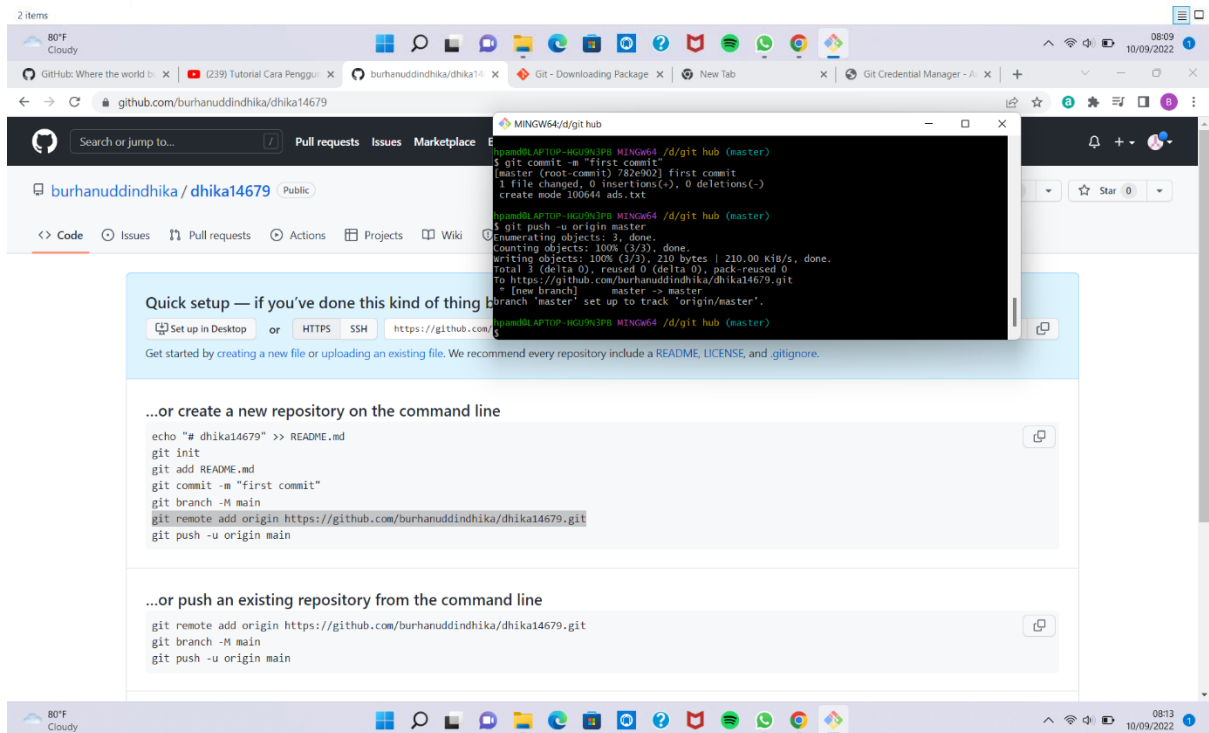 2 items
80°F
Cloudy
08:09
10/09/2022
1
GitHub: Where the world b
(239) Tutorial Cara Penggur
burhanuddindhika/dhika14
Git - Downloading Package
New Tab
Git Credential Manager - A
github.com/burhanuddindhika/dhika14679
B
MINGW64:/d/git hub
Search or jump to...
/
Pull requests Issues Marketplace E
hpamd@LAPTOP-HGU9N3PB MINGW64 /d/git hub (master)
$ git commit -m "first commit"
[master (root-commit) 782e902] first commit
1 file changed, 0 insertions(+), 0 deletions(-)
create mode 100644 ads.txt
hpamd@LAPTOP-HGU9N3PB MINGW64 /d/git hub (master)
$ git push -u origin master
Enumerating objects: 3, done.
Counting objects: 100% (3/3), done.
Writing objects: 100% (3/3), 210 bytes | 210.00 KiB/s, done.
Total 3 (delta 0), reused 0 (delta 0), pack-reused 0
To https://github.com/burhanuddindhika/dhika14679.git
* [new branch] master -> master
branch 'master' set up to track 'origin/master'.
hpamd@LAPTOP-HGU9N3PB MINGW64 /d/git hub (master)
$
burhanuddindhika / dhika14679 Public
Star 0
<> Code Issues Pull requests Actions Projects Wiki
Quick setup — if you've done this kind of thing b
Set up in Desktop or HTTPS SSH https://github.com/
Get started by creating a new file or uploading an existing file. We recommend every repository include a README, LICENSE, and .gitignore.
...or create a new repository on the command line
echo "# dhika14679" >> README.md
git init
git add README.md
git commit -m "first commit"
git branch -M main
git remote add origin https://github.com/burhanuddindhika/dhika14679.git
git push -u origin main
...or push an existing repository from the command line
git remote add origin https://github.com/burhanuddindhika/dhika14679.git
git branch -M main
git push -u origin main
80°F
Cloudy
08:13
10/09/2022
1